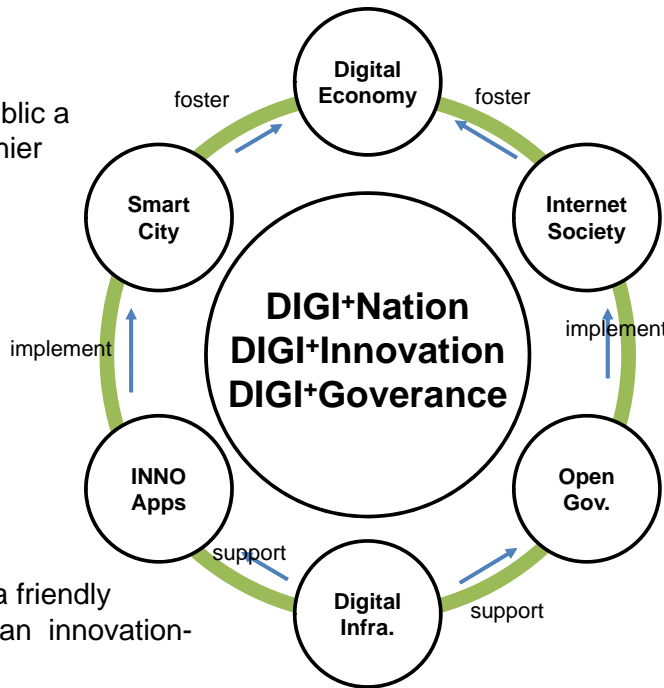 Digital
Economy
foster
foster
blic a
nier
Smart
City
Internet
Society
DIGI+Nation
DIGI+Innovation
DIGI+Goverance
implement
implement
INNO
Apps
Open
Gov.
support
support
Digital
Infra.
a friendly
an innovation-